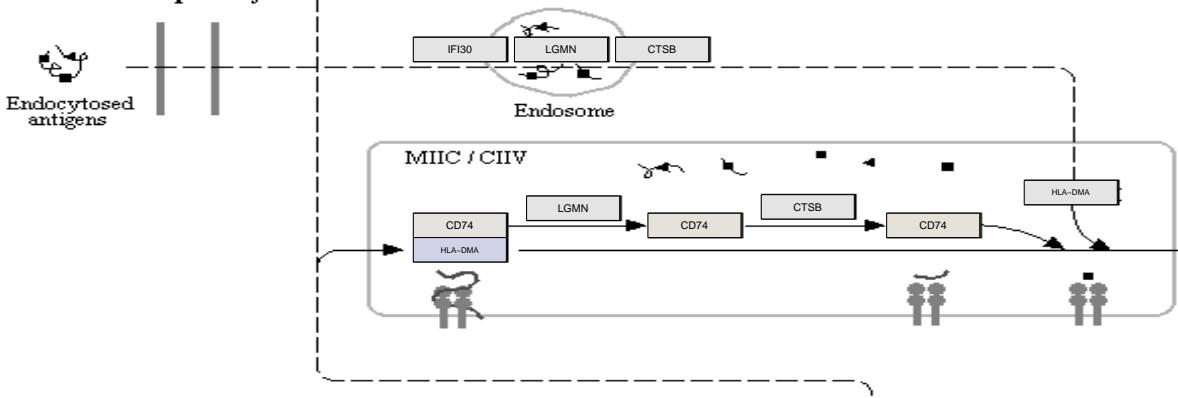 IFI30
LGMN
CTSB
Endocytosed
antigens
Endosome
MIIC / CIIV
HLA-DMA
LGMN
CTSB
CD74
CD74
CD74
HLA-DMA